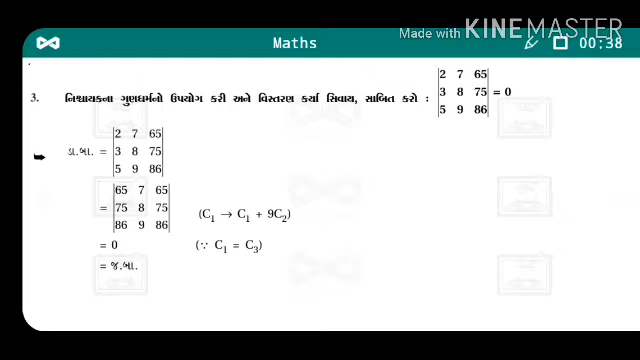 Made with KINEMASTER
Maths
00:38
3. નિશ્ચાયકના ગુણધર્મનો ઉપયોગ કરી અને વિસ્તરણ કર્યા સિવાય, સાબિત કરો : |2 7 65|
|3 8 75| = 0
|5 9 86|
|2 7 65|
➥ ડા.બા. = |3 8 75|
|5 9 86|
|65 7 65|
= |75 8 75| (C₁ → C₁ + 9C₂)
|86 9 86|
= 0 (∵ C₁ = C₃)
= જ.બા.